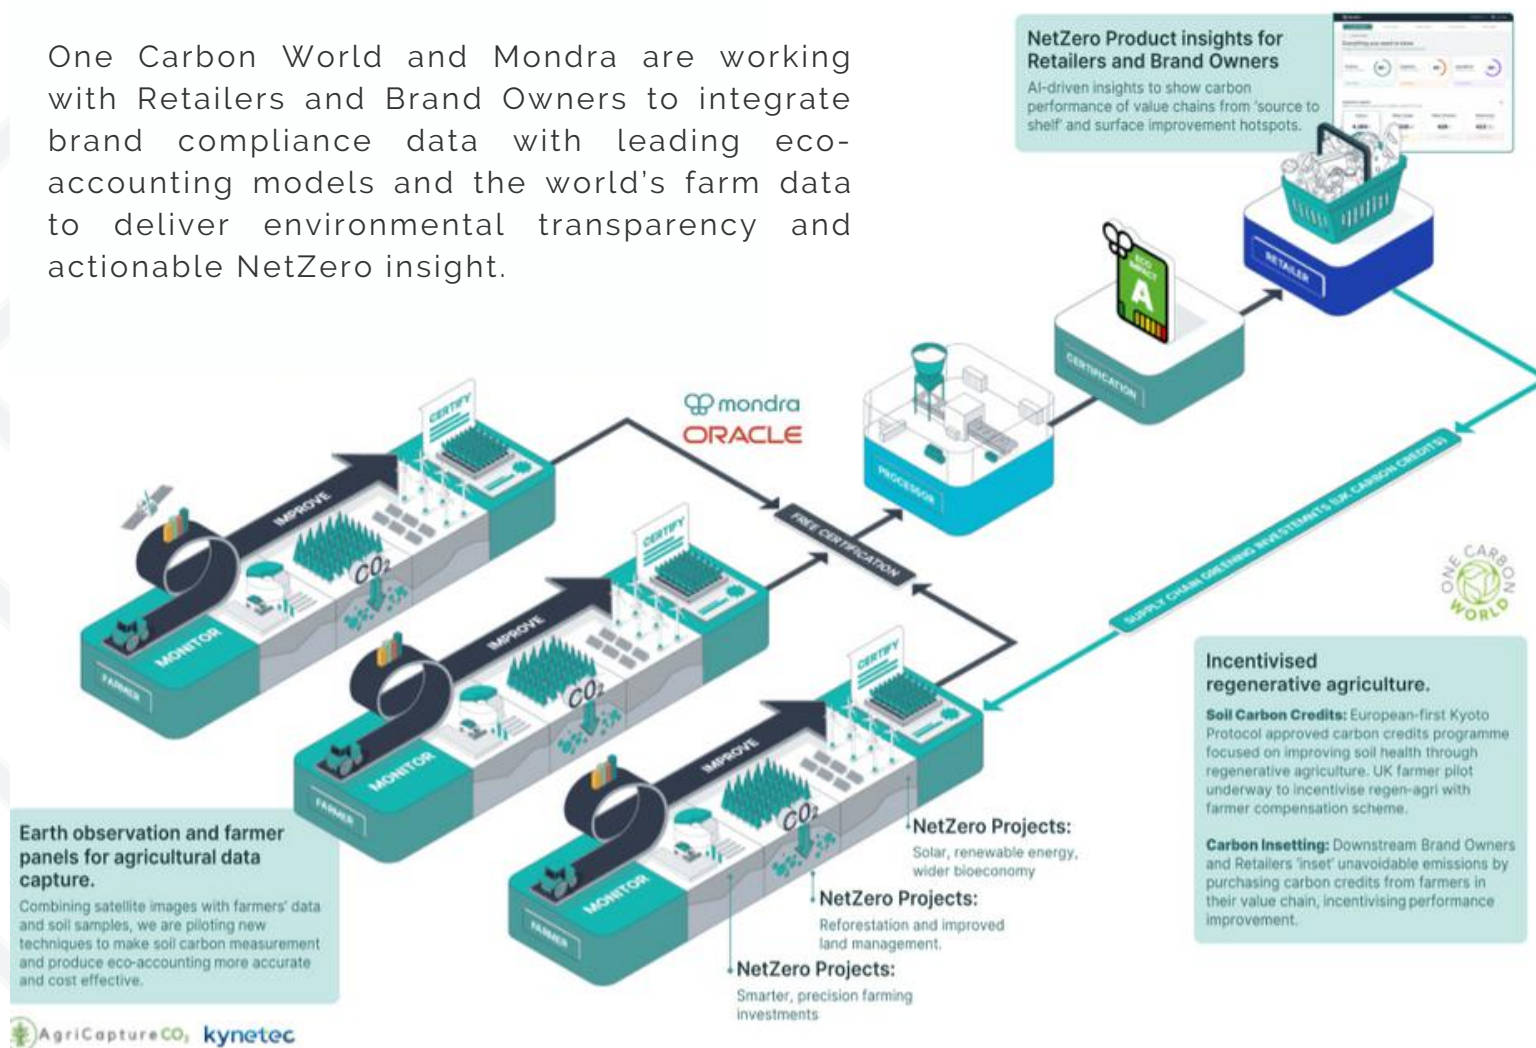 One Carbon World and Mondra are working
with Retailers and Brand Owners to integrate
brand compliance data with leading eco-
accounting models and the world's farm data
to deliver environmental transparency and
actionable NetZero insight.
NetZero Product insights for
Retailers and Brand Owners
AI-driven insights to show carbon
performance of value chains from 'source to
shelf' and surface improvement hotspots.
RETAILER
ECO
IMPACT
A
CERTIFICATION
mondra
ORACLE
PROCESSOR
FREE CERTIFICATION
SUPPLY CHAIN GREENING INVESTEMNTS (UK CARBON CREDITS)
CERTIFY
IMPROVE
CO₂
MONITOR
FARMER
CERTIFY
IMPROVE
CO₂
MONITOR
FARMER
CERTIFY
IMPROVE
CO₂
MONITOR
FARMER
ONE CARBON
WORLD
Incentivised
regenerative agriculture.
Soil Carbon Credits: European-first Kyoto
Protocol approved carbon credits programme
focused on improving soil health through
regenerative agriculture. UK farmer pilot
underway to incentivise regen-agri with
farmer compensation scheme.
Carbon Insetting: Downstream Brand Owners
and Retailers 'inset' unavoidable emissions by
purchasing carbon credits from farmers in
their value chain, incentivising performance
improvement.
Earth observation and farmer
panels for agricultural data
capture.
Combining satellite images with farmers' data
and soil samples, we are piloting new
techniques to make soil carbon measurement
and produce eco-accounting more accurate
and cost effective.
NetZero Projects:
Solar, renewable energy,
wider bioeconomy
NetZero Projects:
Reforestation and improved
land management.
NetZero Projects:
Smarter, precision farming
investments
AgriCaptureCO₂
kynetec